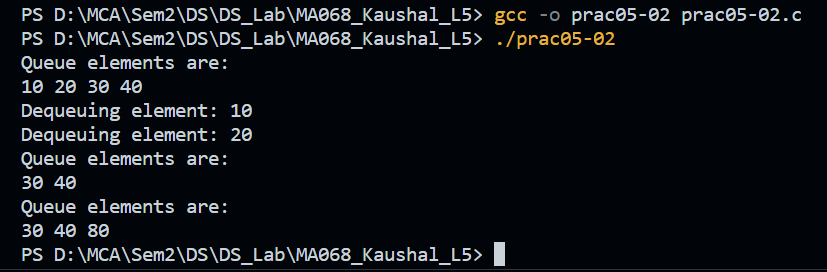 PS D:\MCA\Sem2\DS\DS_Lab\MA068_Kaushal_L5> gcc -o prac05-02 prac05-02.c
PS D:\MCA\Sem2\DS\DS_Lab\MA068_Kaushal_L5> ./prac05-02
Queue elements are:
10 20 30 40
Dequeuing element: 10
Dequeuing element: 20
Queue elements are:
30 40
Queue elements are:
30 40 80
PS D:\MCA\Sem2\DS\DS_Lab\MA068_Kaushal_L5>